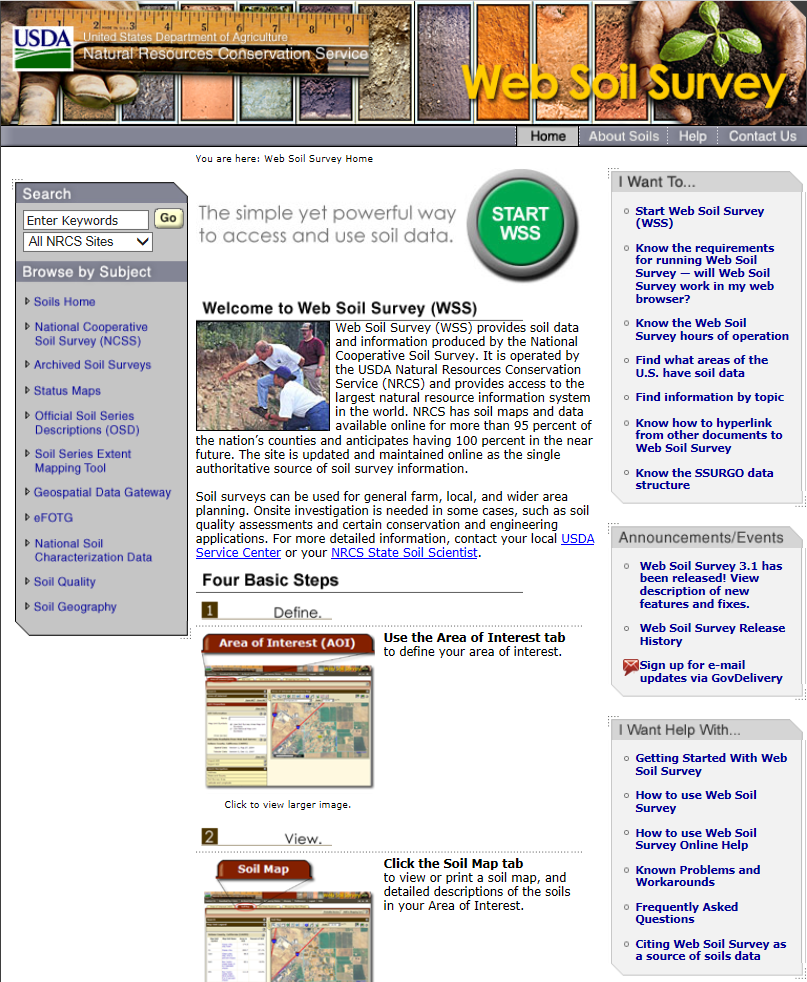 USDA
United States Department of Agriculture
Natural Resources Conservation Service
Web Soil Survey
Home
About Soils
Help
Contact Us
You are here: Web Soil Survey Home
Search
Enter Keywords
Go
All NRCS Sites
Browse by Subject
Soils Home
National Cooperative
Soil Survey (NCSS)
Archived Soil Surveys
Status Maps
Official Soil Series
Descriptions (OSD)
Soil Series Extent
Mapping Tool
Geospatial Data Gateway
eFOTG
National Soil
Characterization Data
Soil Quality
Soil Geography
The simple yet powerful way
to access and use soil data.
START
WSS
Welcome to Web Soil Survey (WSS)
Web Soil Survey (WSS) provides soil data
and information produced by the National
Cooperative Soil Survey. It is operated by
the USDA Natural Resources Conservation
Service (NRCS) and provides access to the
largest natural resource information system
in the world. NRCS has soil maps and data
available online for more than 95 percent of
the nation's counties and anticipates having 100 percent in the near
future. The site is updated and maintained online as the single
authoritative source of soil survey information.
Soil surveys can be used for general farm, local, and wider area
planning. Onsite investigation is needed in some cases, such as soil
quality assessments and certain conservation and engineering
applications. For more detailed information, contact your local USDA
Service Center or your NRCS State Soil Scientist.
Four Basic Steps
1 Define.
Area of Interest (AOI)
Use the Area of Interest tab
to define your area of interest.
Click to view larger image.
2 View.
Soil Map
Click the Soil Map tab
to view or print a soil map, and
detailed descriptions of the soils
in your Area of Interest.
I Want To...
Start Web Soil Survey
(WSS)
Know the requirements
for running Web Soil
Survey — will Web Soil
Survey work in my web
browser?
Know the Web Soil
Survey hours of operation
Find what areas of the
U.S. have soil data
Find information by topic
Know how to hyperlink
from other documents to
Web Soil Survey
Know the SSURGO data
structure
Announcements/Events
Web Soil Survey 3.1 has
been released! View
description of new
features and fixes.
Web Soil Survey Release
History
Sign up for e-mail
updates via GovDelivery
I Want Help With...
Getting Started With Web
Soil Survey
How to use Web Soil
Survey
How to use Web Soil
Survey Online Help
Known Problems and
Workarounds
Frequently Asked
Questions
Citing Web Soil Survey as
a source of soils data